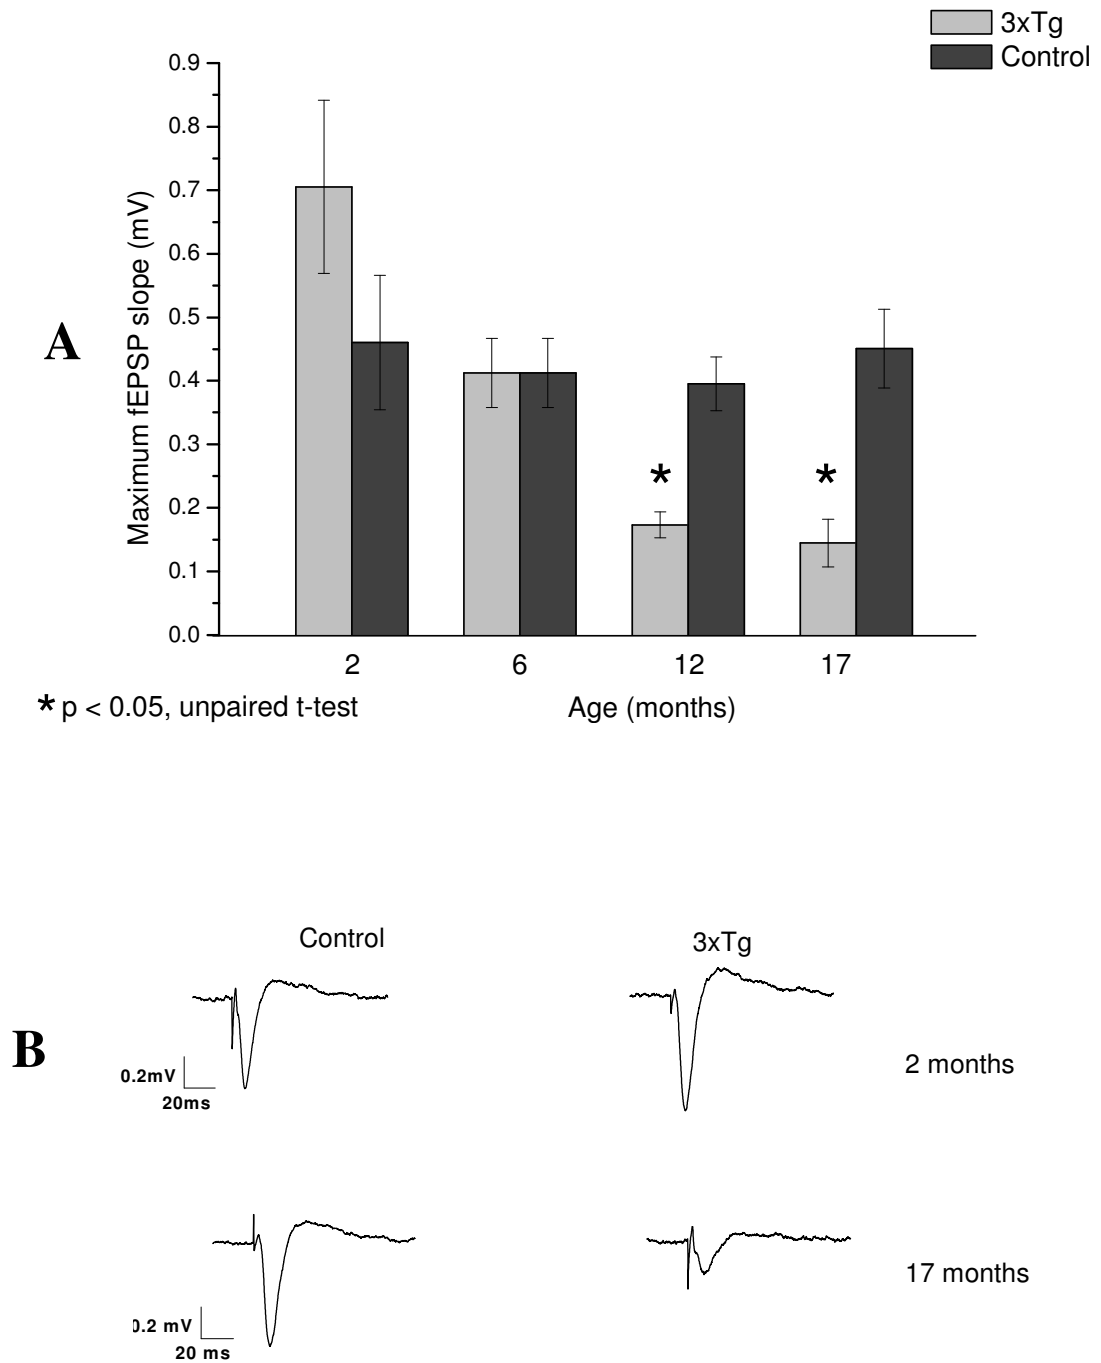 3xTg
Control
0.9
0.8
0.7
0.6
0.5
0.4
0.3
0.2
0.1
0.0
Maximum fEPSP slope (mV)
A
*
*
2 6 12 17
* p < 0.05, unpaired t-test
Age (months)
Control
3xTg
B
0.2mV
20ms
2 months
0.2 mV
20 ms
17 months